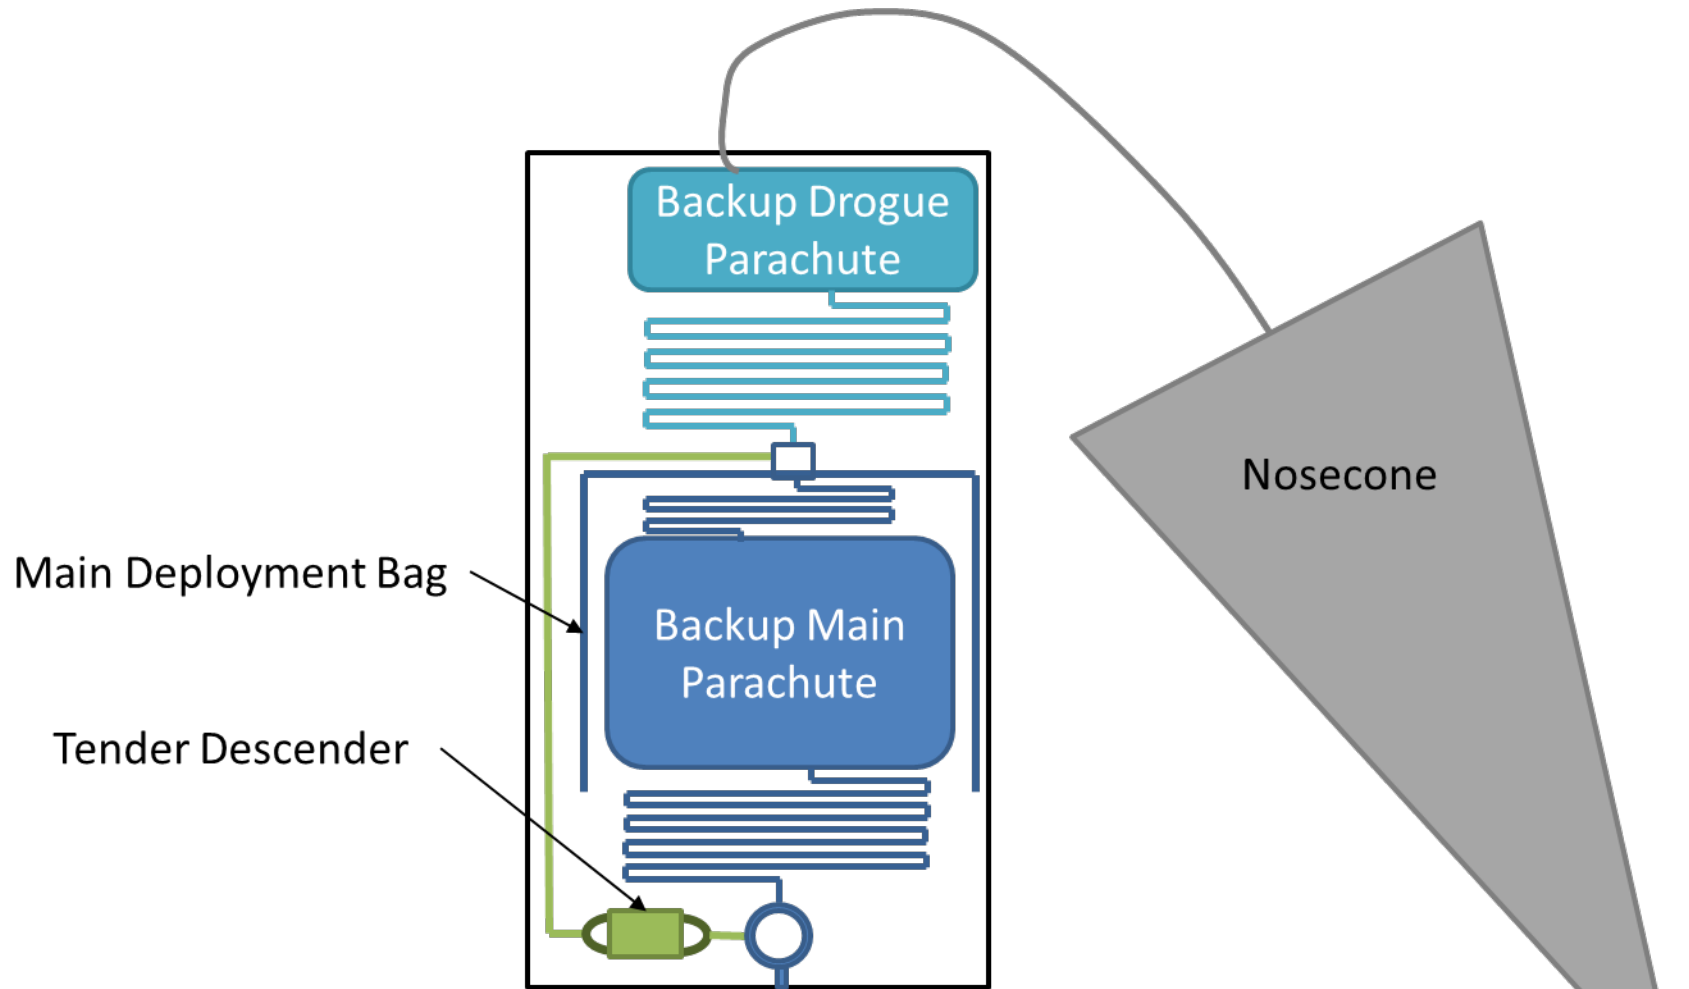 Backup Drogue
Parachute
Nosecone
Main Deployment Bag
Backup Main
Parachute
Tender Descender